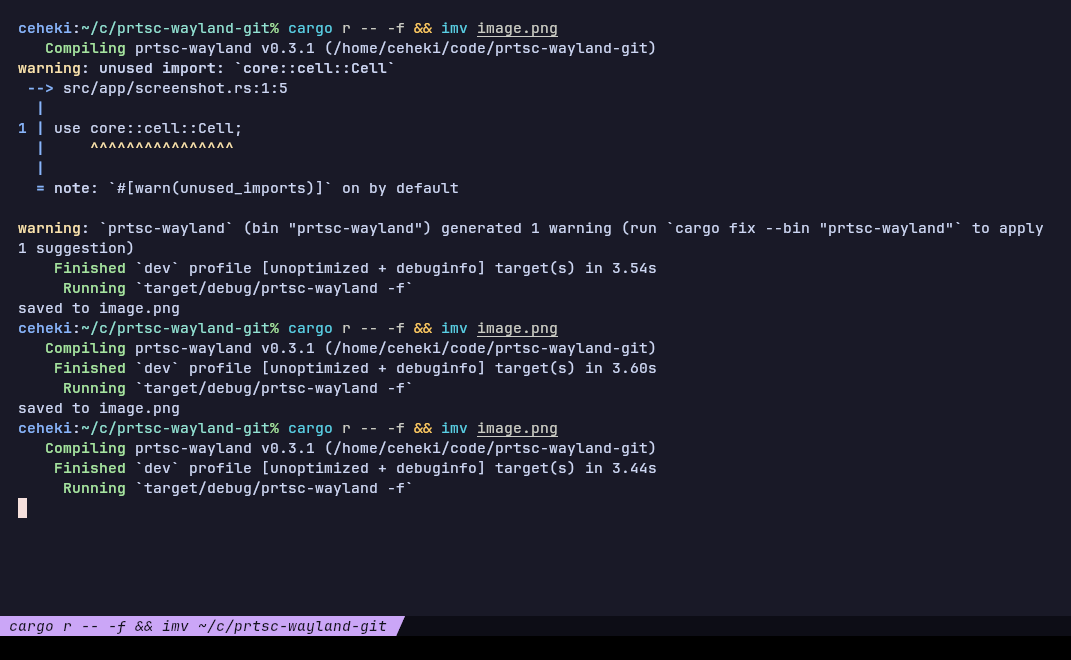 ceheki:~/c/prtsc-wayland-git% cargo r -- -f && imv image.png
   Compiling prtsc-wayland v0.3.1 (/home/ceheki/code/prtsc-wayland-git)
warning: unused import: `core::cell::Cell`
 --> src/app/screenshot.rs:1:5
  |
1 | use core::cell::Cell;
  |     ^^^^^^^^^^^^^^^^
  |
  = note: `#[warn(unused_imports)]` on by default

warning: `prtsc-wayland` (bin "prtsc-wayland") generated 1 warning (run `cargo fix --bin "prtsc-wayland"` to apply
1 suggestion)
    Finished `dev` profile [unoptimized + debuginfo] target(s) in 3.54s
     Running `target/debug/prtsc-wayland -f`
saved to image.png
ceheki:~/c/prtsc-wayland-git% cargo r -- -f && imv image.png
   Compiling prtsc-wayland v0.3.1 (/home/ceheki/code/prtsc-wayland-git)
    Finished `dev` profile [unoptimized + debuginfo] target(s) in 3.60s
     Running `target/debug/prtsc-wayland -f`
saved to image.png
ceheki:~/c/prtsc-wayland-git% cargo r -- -f && imv image.png
   Compiling prtsc-wayland v0.3.1 (/home/ceheki/code/prtsc-wayland-git)
    Finished `dev` profile [unoptimized + debuginfo] target(s) in 3.44s
     Running `target/debug/prtsc-wayland -f`
cargo r -- -f && imv ~/c/prtsc-wayland-git